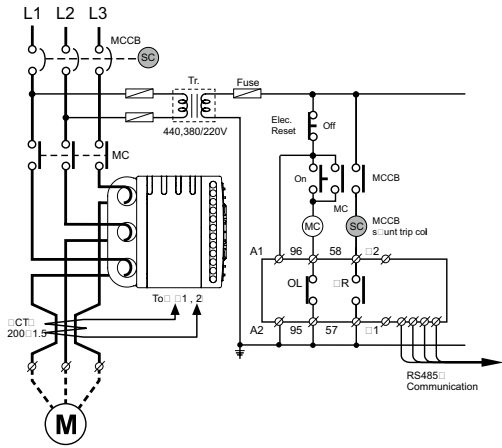 L1 L2 L3
MCCB
SC
Tr.
Fuse
440,380/220V
Elec.
Reset
Off
MC
On
MC
MCCB
MC
SC
MCCB
trip coil
A1 96 58 2
OL
R
To 1 , 2
A2 95 57 1
CT
200 1.5
RS485
Communication
M